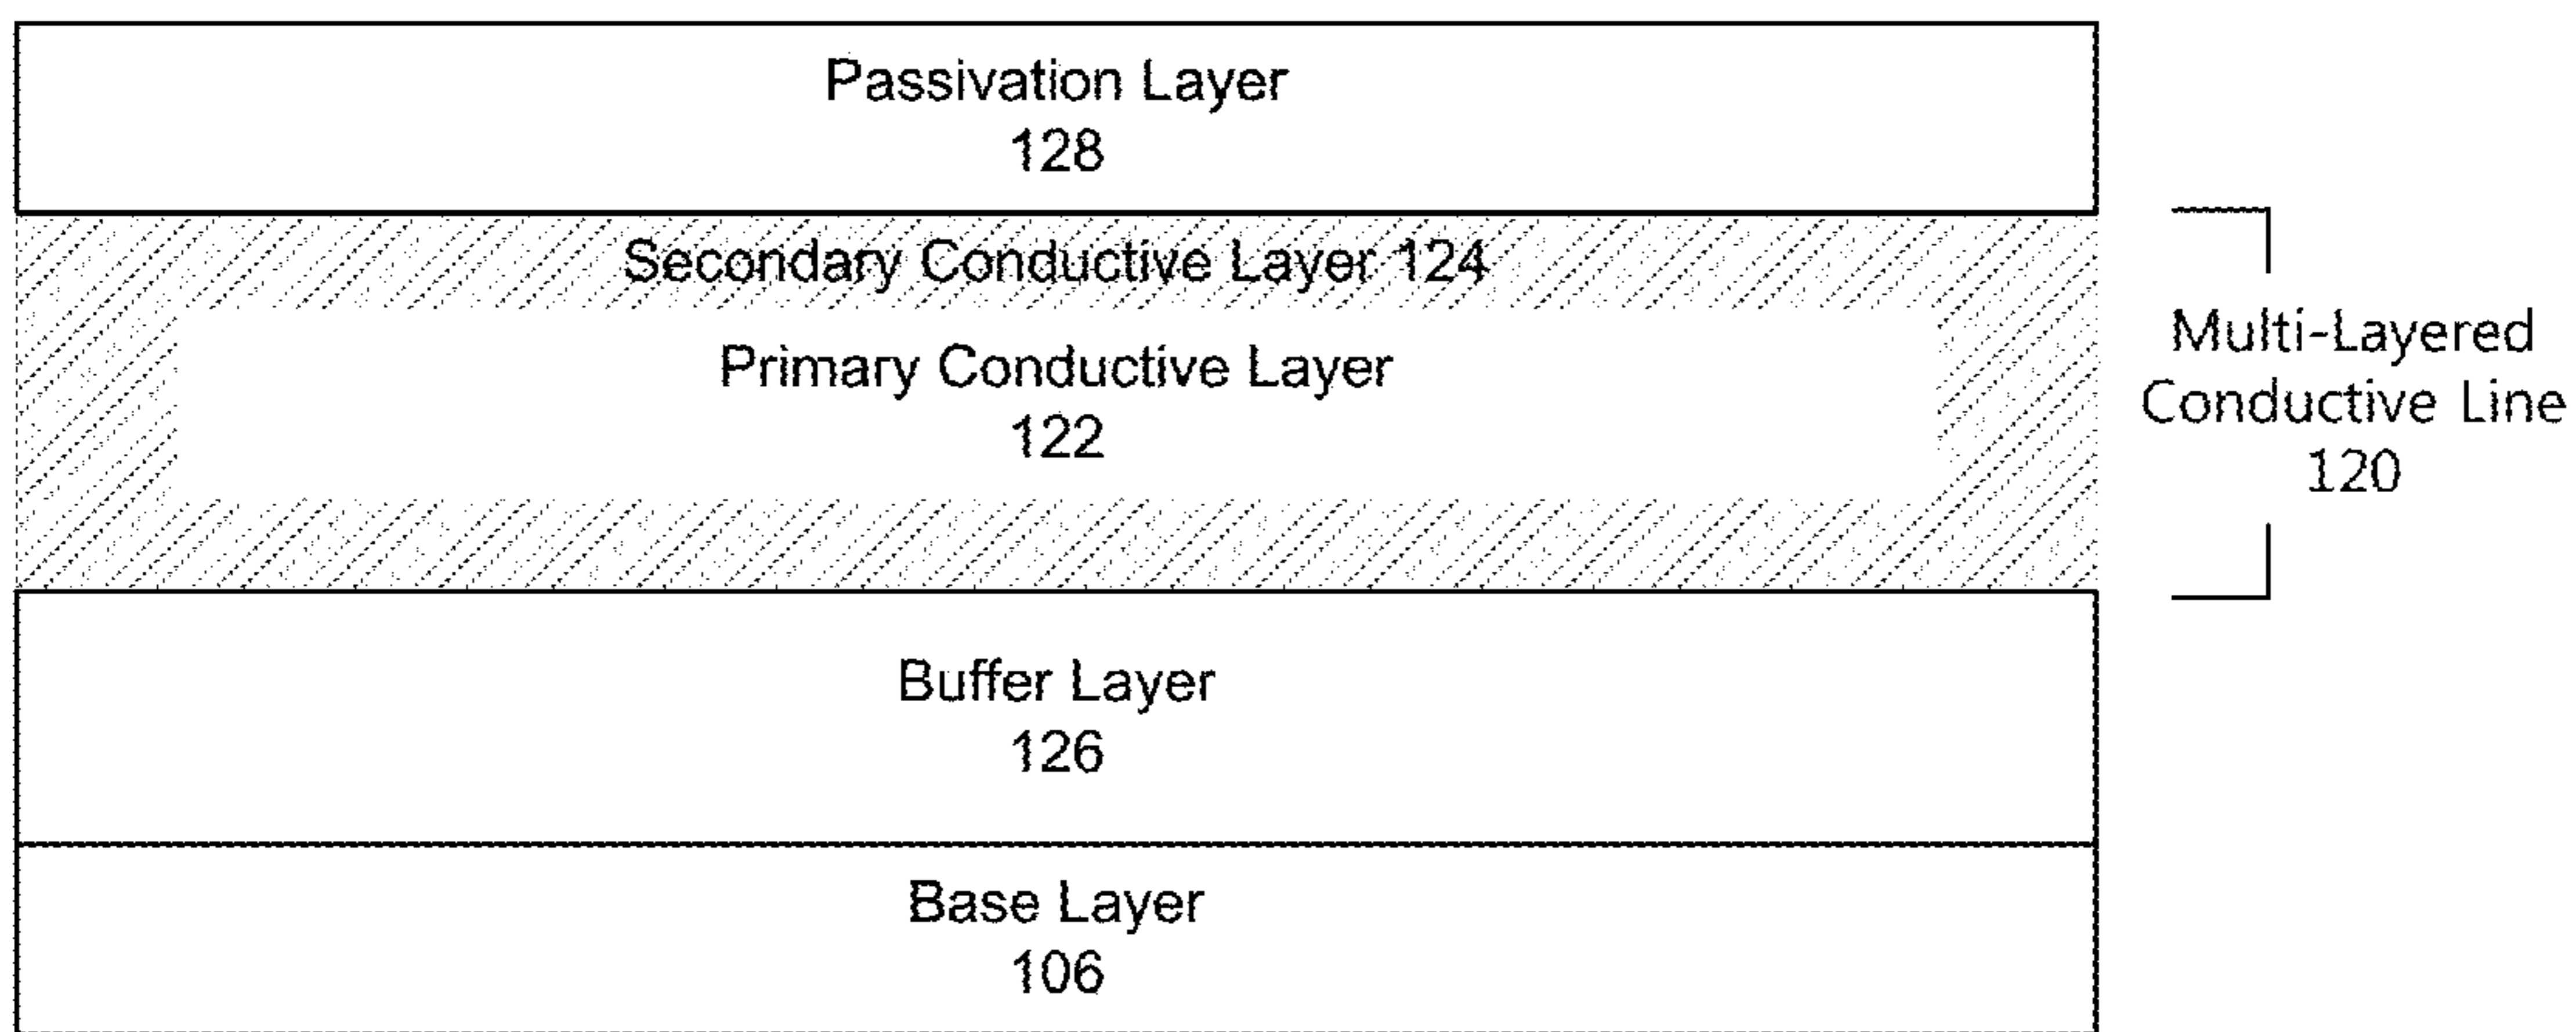 Passivation Layer
128
Secondary Conductive Layer 124
Primary Conductive Layer
122
Multi-Layered
Conductive Line
120
Buffer Layer
126
Base Layer
106